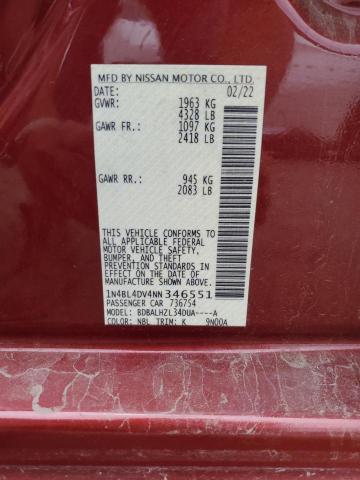 MFD BY NISSAN MOTOR CO., LTD.
DATE: 02/22
GVWR: 1963 KG
4328 LB
GAWR FR.: 1097 KG
2418 LB
GAWR RR.: 945 KG
2083 LB
THIS VEHICLE CONFORMS TO ALL
APPLICABLE FEDERAL MOTOR VEHICLE SAFETY,
BUMPER, AND THEFT
PREVENTION STANDARDS
IN EFFECT ON THE DATE OF
MANUFACTURE SHOWN ABOVE.
1N4BL4DV4NN346551
PASSENGER CAR 736754
MODEL: BDBALHZL34DUA----A
COLOR: NBL TRIM: K 9N00A